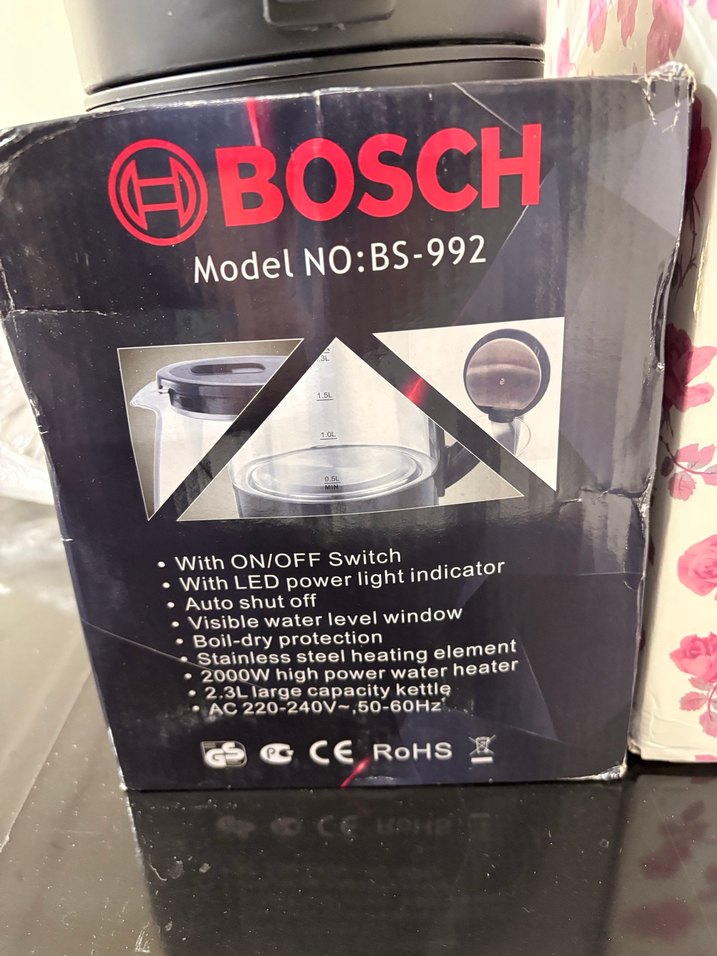 BOSCH
Model NO:BS-992
1.5L
1.0L
0.5L
MIN
• With ON/OFF Switch
• With LED power light indicator
• Auto shut off
• Visible water level window
• Boil-dry protection
• Stainless steel heating element
• 2000W high power water heater
• 2.3L large capacity kettle
• AC 220-240V~,50-60Hz
GS PG CE RoHS